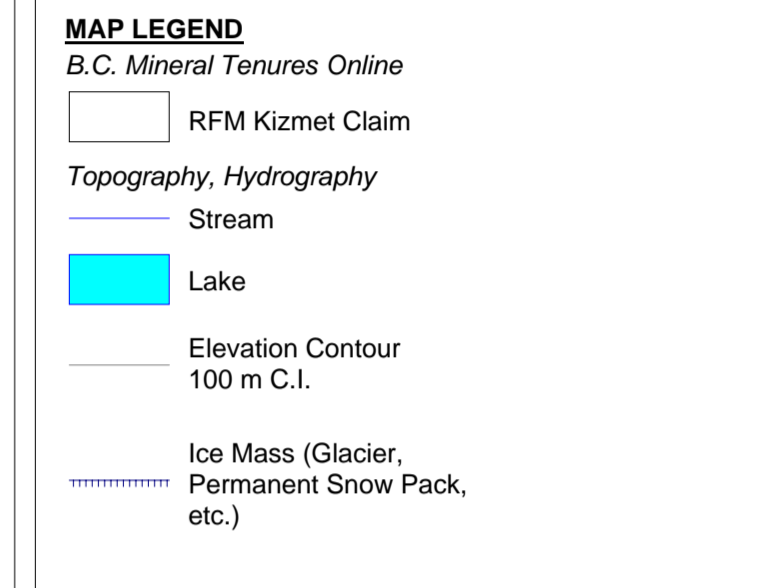 MAP LEGEND
B.C. Mineral Tenures Online
RFM Kizmet Claim
Topography, Hydrography
Stream
Lake
Elevation Contour
100 m C.I.
Ice Mass (Glacier,
Permanent Snow Pack,
etc.)